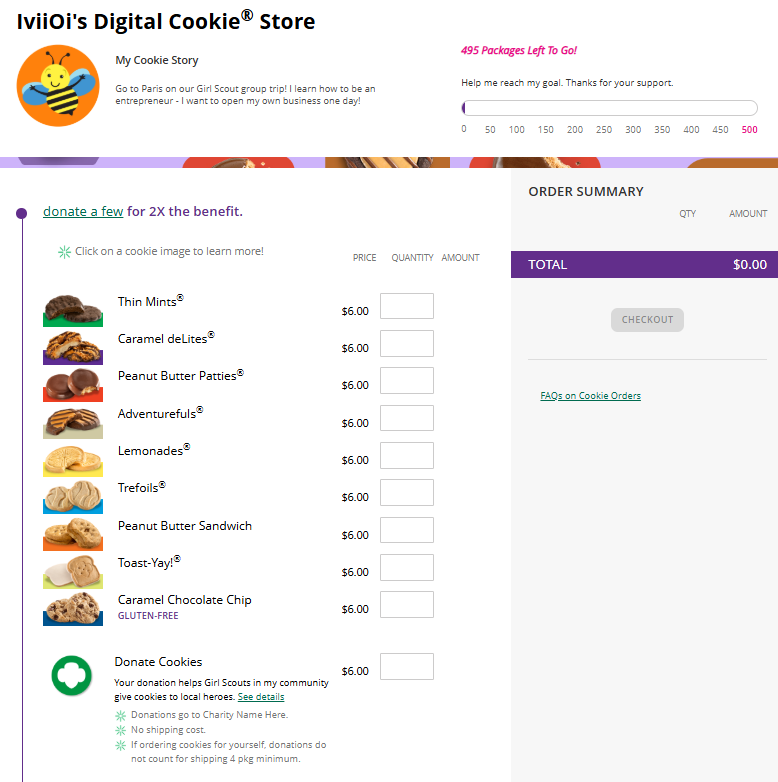 IviiOi's Digital Cookie® Store
My Cookie Story
Go to Paris on our Girl Scout group trip! I learn how to be an
entrepreneur - I want to open my own business one day!
495 Packages Left To Go!
Help me reach my goal. Thanks for your support.
0 50 100 150 200 250 300 350 400 450 500
donate a few for 2X the benefit.
Click on a cookie image to learn more!
PRICE QUANTITY AMOUNT
Thin Mints® $6.00
Caramel deLites® $6.00
Peanut Butter Patties® $6.00
Adventurefuls® $6.00
Lemonades® $6.00
Trefoils® $6.00
Peanut Butter Sandwich $6.00
Toast-Yay!® $6.00
Caramel Chocolate Chip $6.00
GLUTEN-FREE
Donate Cookies $6.00
Your donation helps Girl Scouts in my community
give cookies to local heroes. See details
Donations go to Charity Name Here.
No shipping cost.
If ordering cookies for yourself, donations do
not count for shipping 4 pkg minimum.
ORDER SUMMARY
QTY AMOUNT
TOTAL $0.00
CHECKOUT
FAQs on Cookie Orders